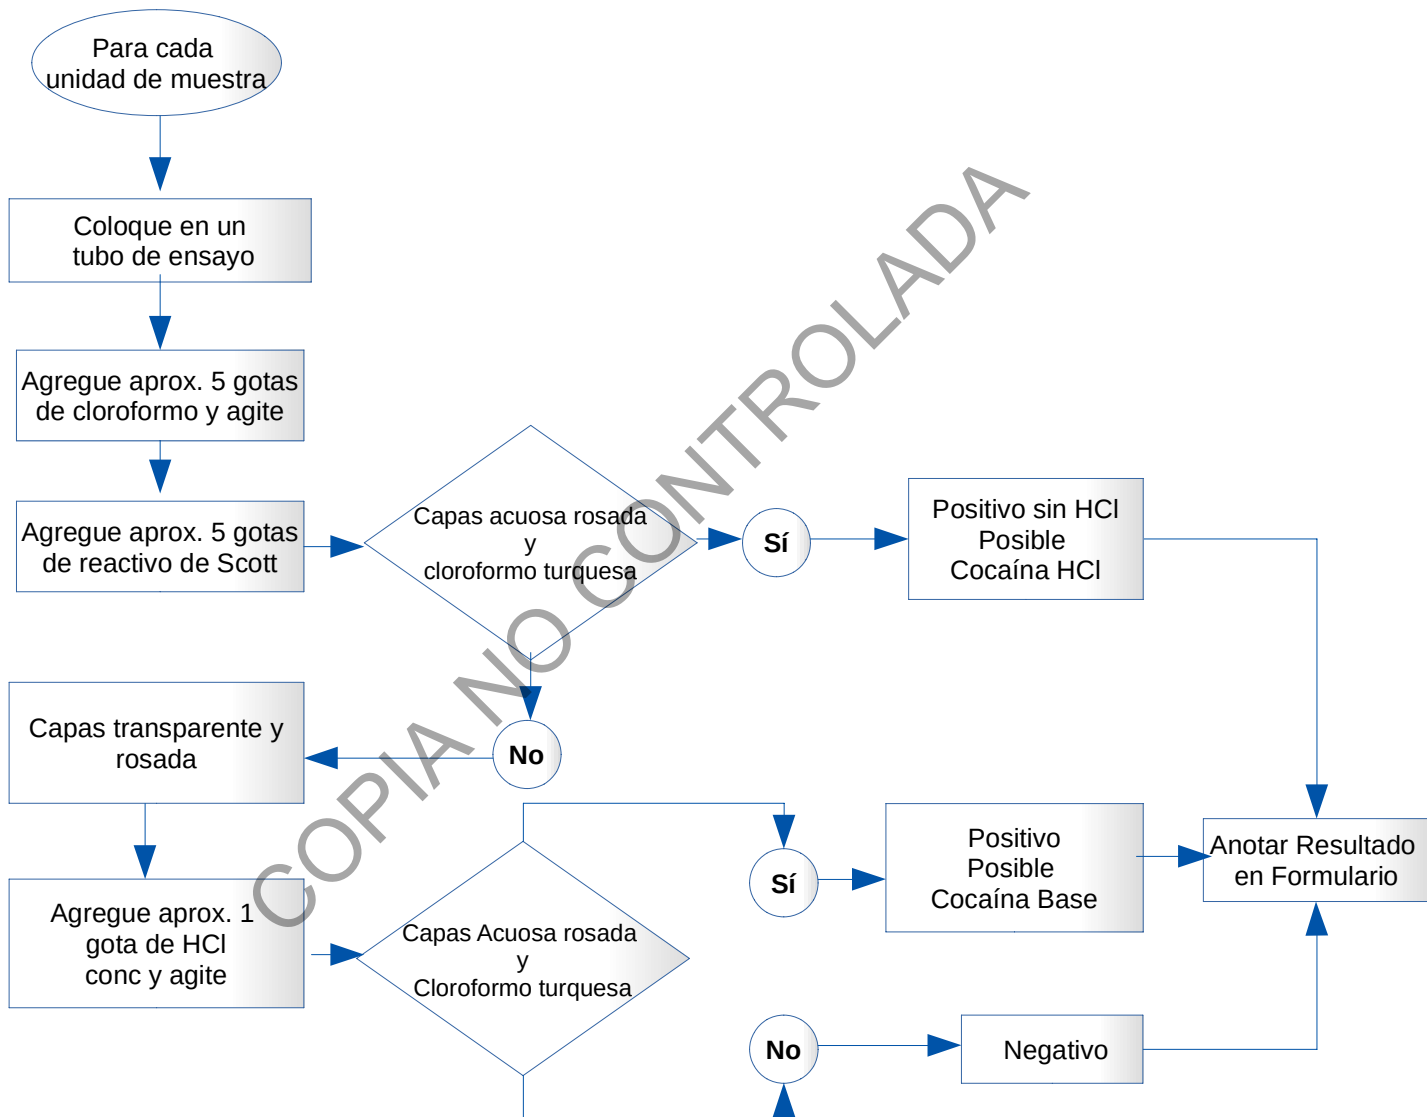 Para cada
unidad de muestra
Coloque en un
tubo de ensayo
Agregue aprox. 5 gotas
de cloroformo y agite
Agregue aprox. 5 gotas
de reactivo de Scott
Capas acuosa rosada
y
cloroformo turquesa
Sí
Positivo sin HCl
Posible
Cocaína HCl
No
Capas transparente y
rosada
Agregue aprox. 1
gota de HCl
conc y agite
Capas Acuosa rosada
y
Cloroformo turquesa
Sí
Positivo
Posible
Cocaína Base
Anotar Resultado
en Formulario
No
Negativo
COPIA NO CONTROLADA